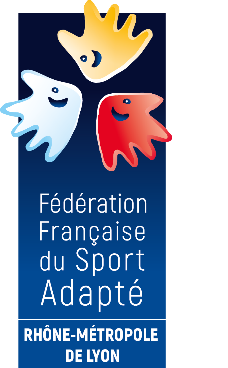 Fédération
Française
du Sport
Adapté
RHÔNE-MÉTROPOLE
DE LYON